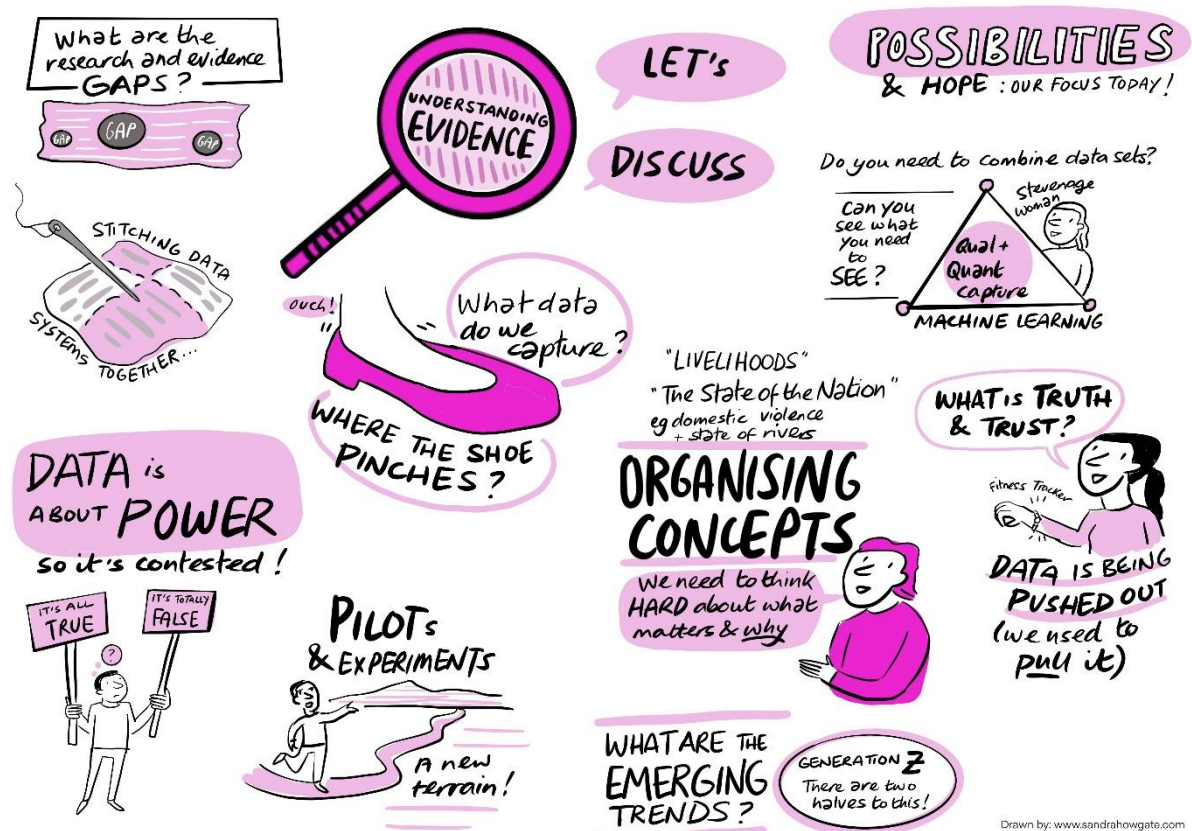 What are the
research and evidence
GAPS?
GAP
GAP
GAP
STITCHING DATA
SYSTEMS TOGETHER...
UNDERSTANDING
EVIDENCE
LET's
DISCUSS
ouch!
What data
do we
capture?
WHERE THE SHOE
PINCHES?
POSSIBILITIES
& HOPE : OUR FOCUS TODAY!
Do you need to combine data sets?
Can you
see what
you need
to
SEE?
Stevenage
Woman
Qual +
Quant
Capture
MACHINE LEARNING
DATA is
ABOUT POWER
so it's contested!
IT'S ALL
TRUE
IT'S TOTALLY
FALSE
?
PILOTs
& EXPERIMENTS
A new
terrain!
"LIVELIHOODS"
"The State of the Nation"
eg domestic violence
+ state of rivers
ORGANISING
CONCEPTS
We need to think
HARD about what
matters & why
WHAT IS TRUTH
& TRUST?
Fitness Tracker
DATA IS BEING
PUSHED OUT
(we used to
pull it)
WHAT ARE THE
EMERGING
TRENDS?
GENERATION Z
There are two
halves to this!
Drawn by: www.sandrahowgate.com